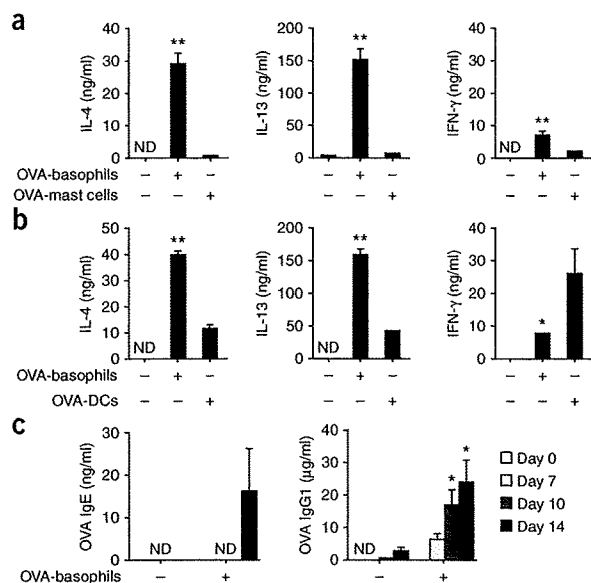 a
IL-4 (ng/ml)
40
30
20
10
0
ND
**
IL-13 (ng/ml)
200
150
100
50
0
**
IFN-γ (ng/ml)
40
30
20
10
0
ND
**
OVA-basophils – + – – + – – + –
OVA-mast cells – – + – – + – – +
b
IL-4 (ng/ml)
50
40
30
20
10
0
ND
**
IL-13 (ng/ml)
200
150
100
50
0
ND
**
IFN-γ (ng/ml)
40
30
20
10
0
ND
*
OVA-basophils – + – – + – – + –
OVA-DCs – – + – – + – – +
c
OVA IgE (ng/ml)
30
20
10
0
ND
ND
OVA IgG1 (μg/ml)
40
30
20
10
0
ND
*
*
Day 0
Day 7
Day 10
Day 14
OVA-basophils – + – +